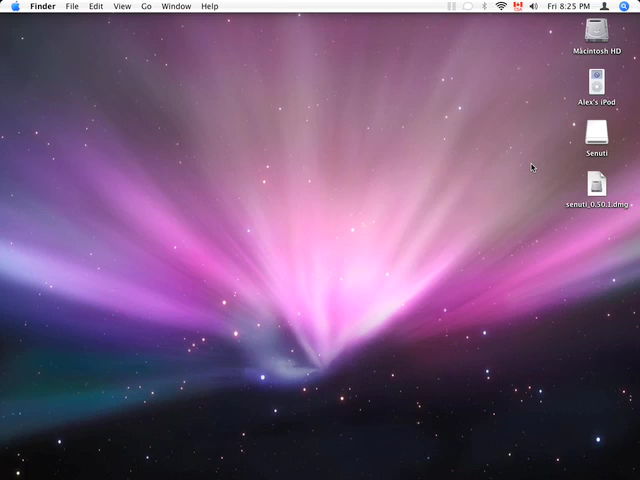 Finder File Edit View Go Window Help Fri 8:25 PM
Macintosh HD
Alex's iPod
Senuti
senuti_0.50.1.dmg